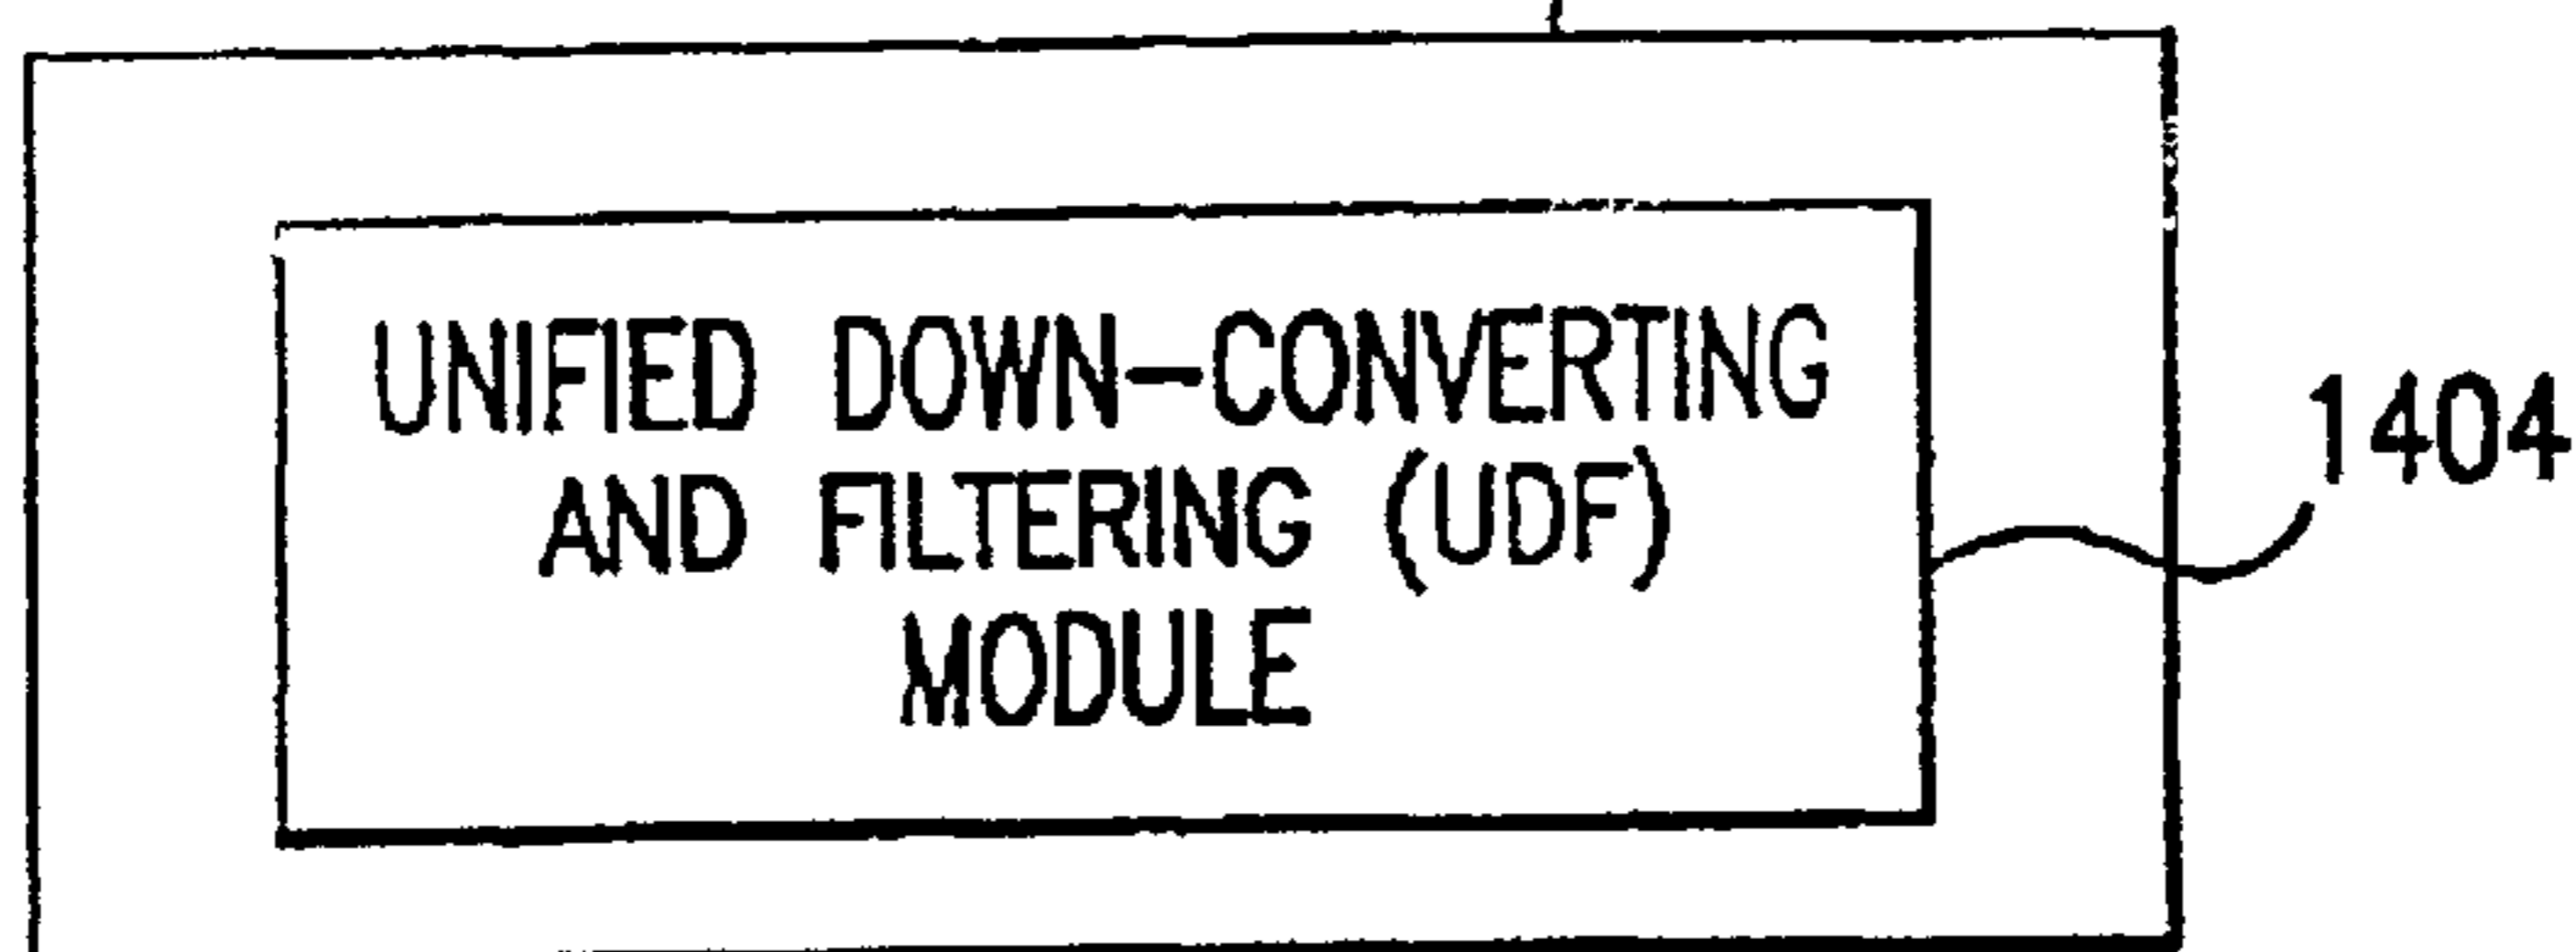 UNIFIED DOWN-CONVERTING
AND FILTERING (UDF)
MODULE
1404